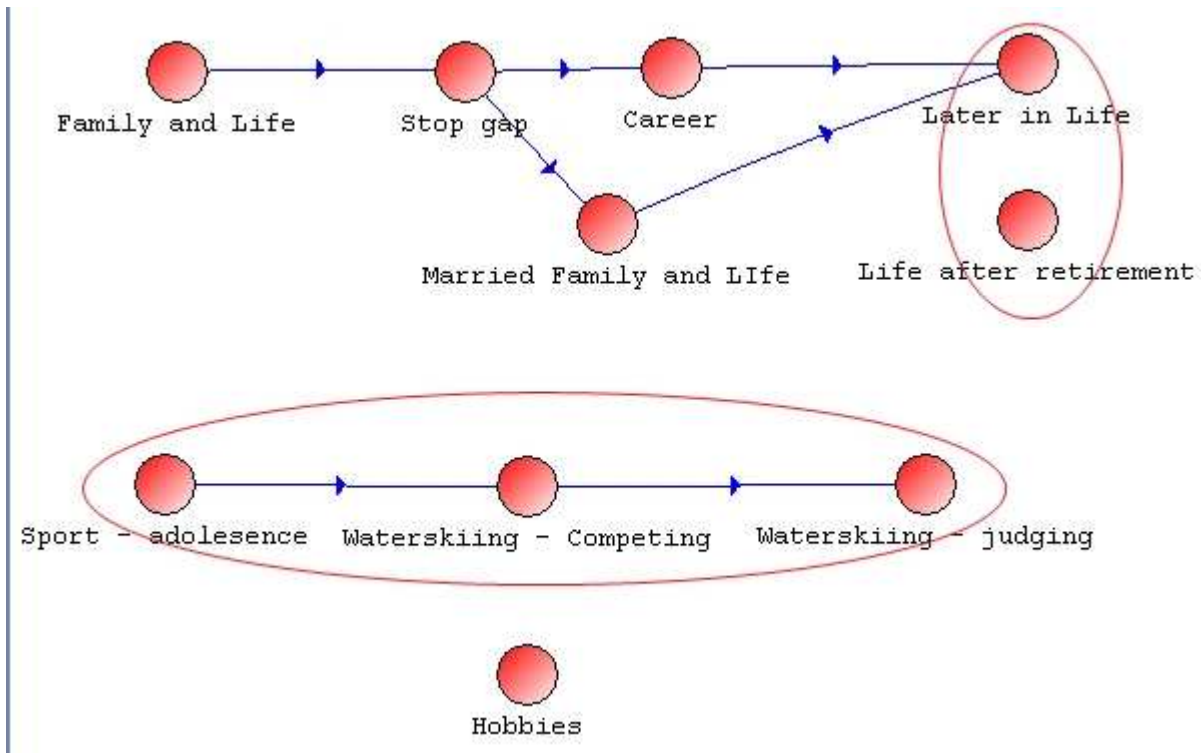 Family and Life
Stop gap
Career
Later in Life
Married Family and LIfe
Life after retirement
Sport - adolesence
Waterskiing - Competing
Waterskiing - judging
Hobbies